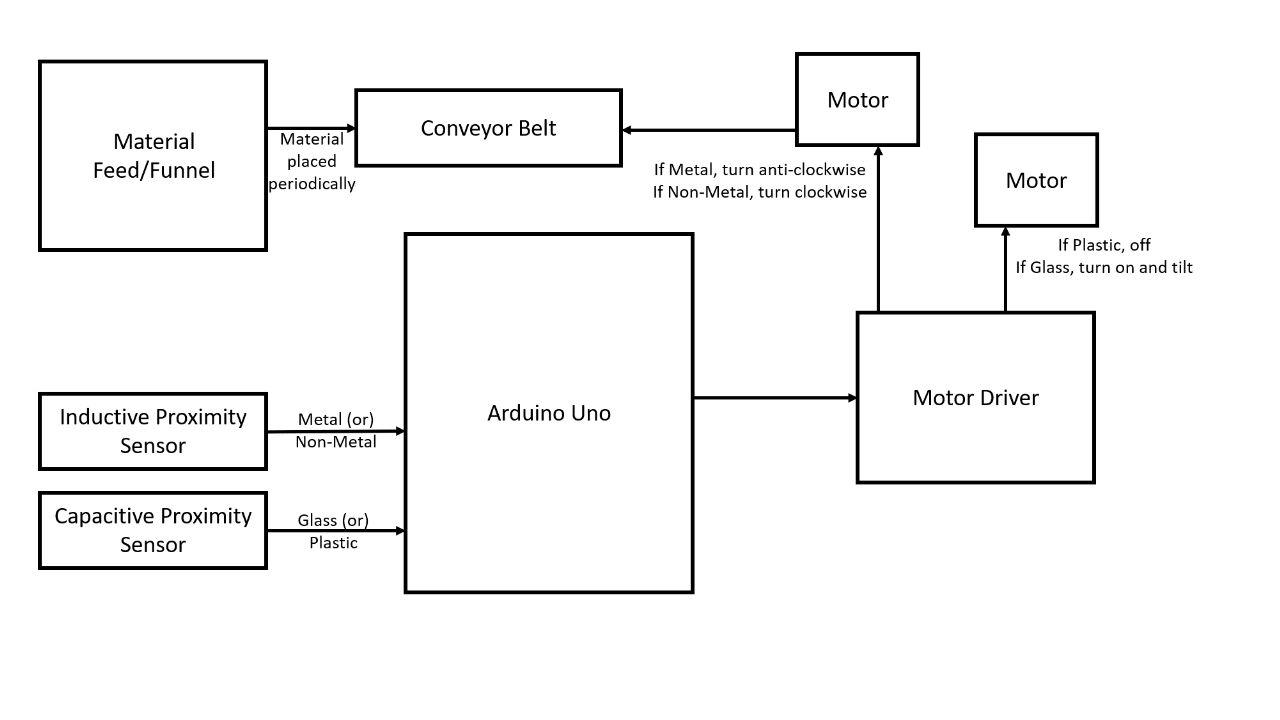 Material
Feed/Funnel
Material
placed
periodically
Conveyor Belt
Motor
If Metal, turn anti-clockwise
If Non-Metal, turn clockwise
Motor
If Plastic, off
If Glass, turn on and tilt
Inductive Proximity
Sensor
Metal (or)
Non-Metal
Capacitive Proximity
Sensor
Glass (or)
Plastic
Arduino Uno
Motor Driver